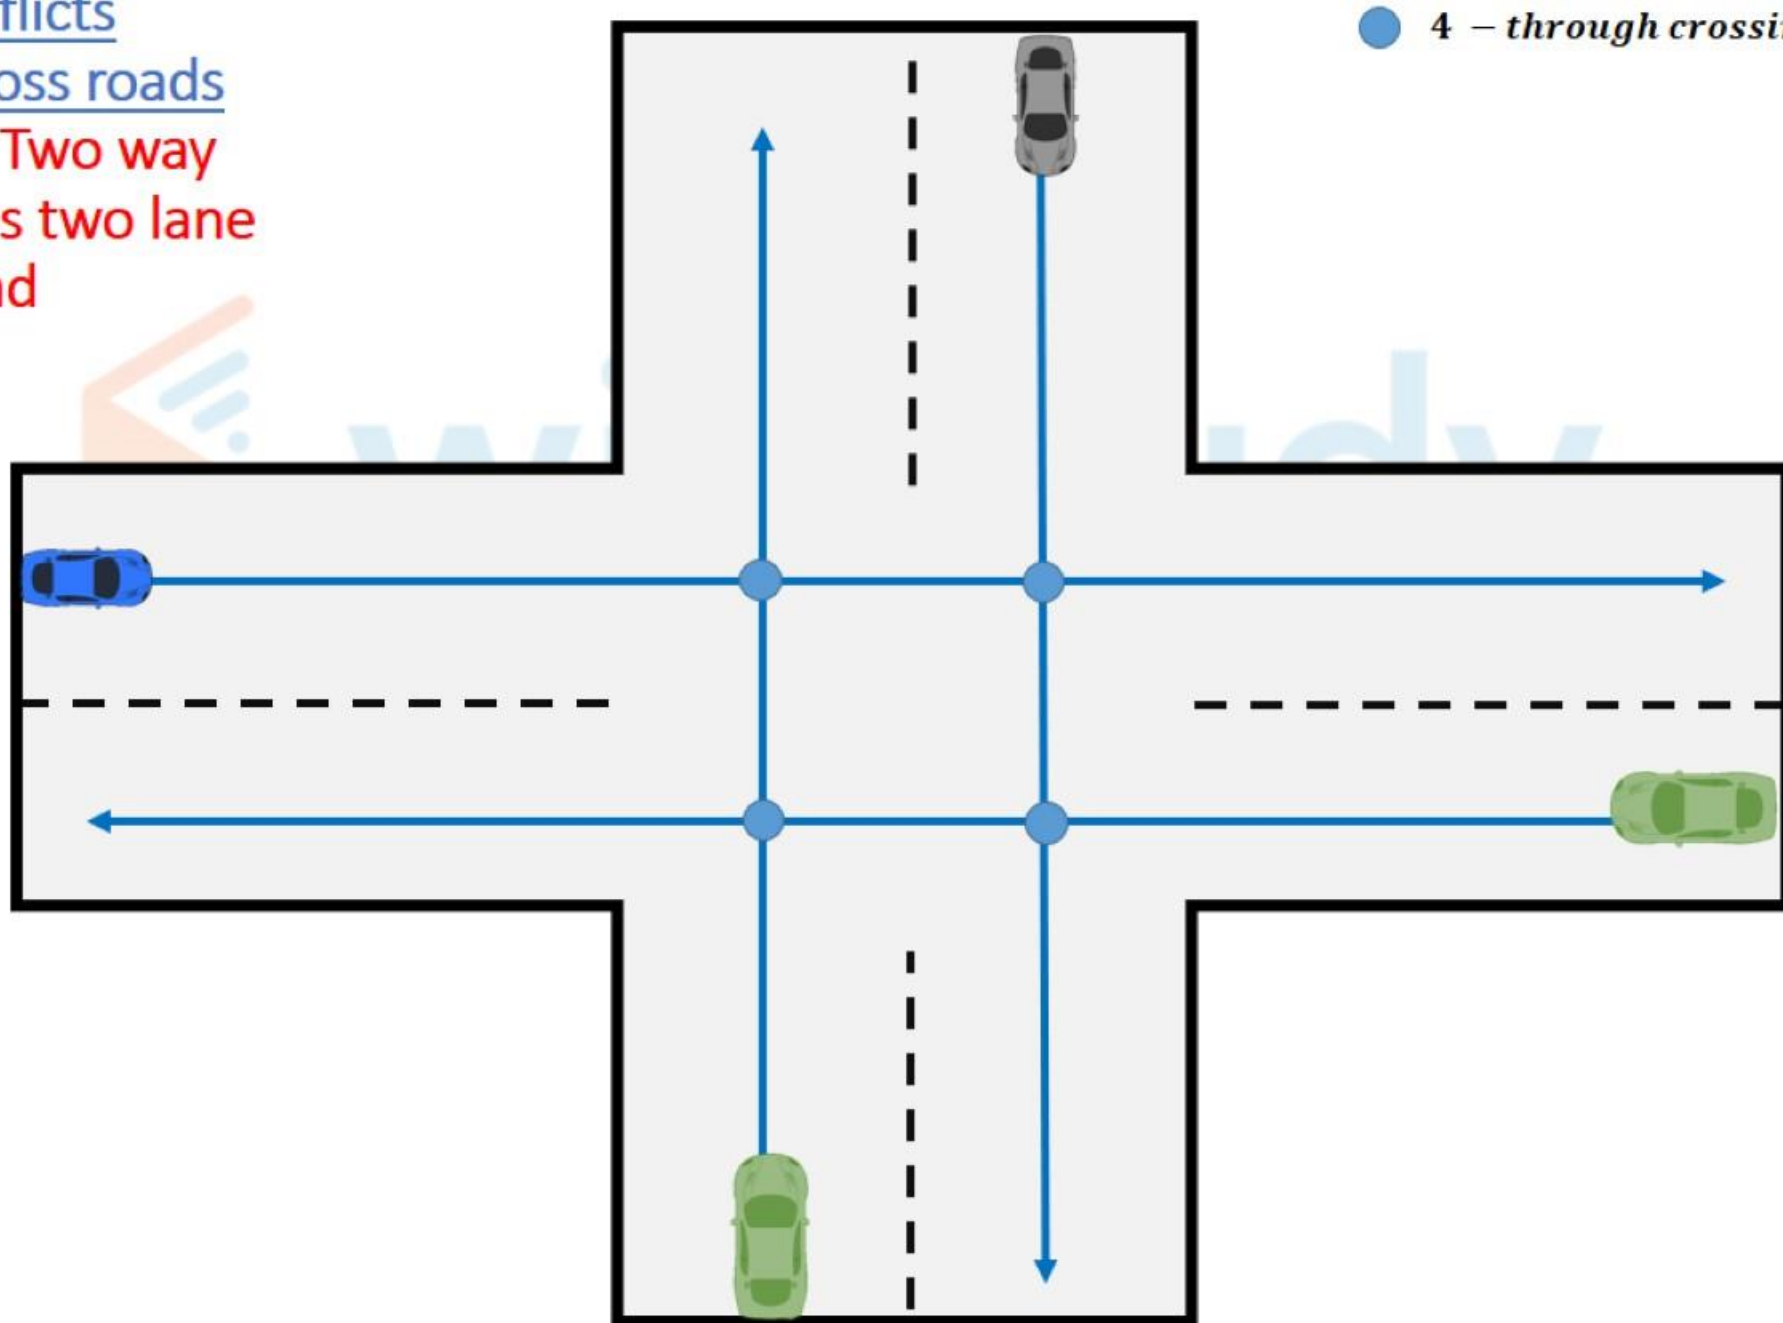 flicts
oss roads
Two way
s two lane
4 – through crossi